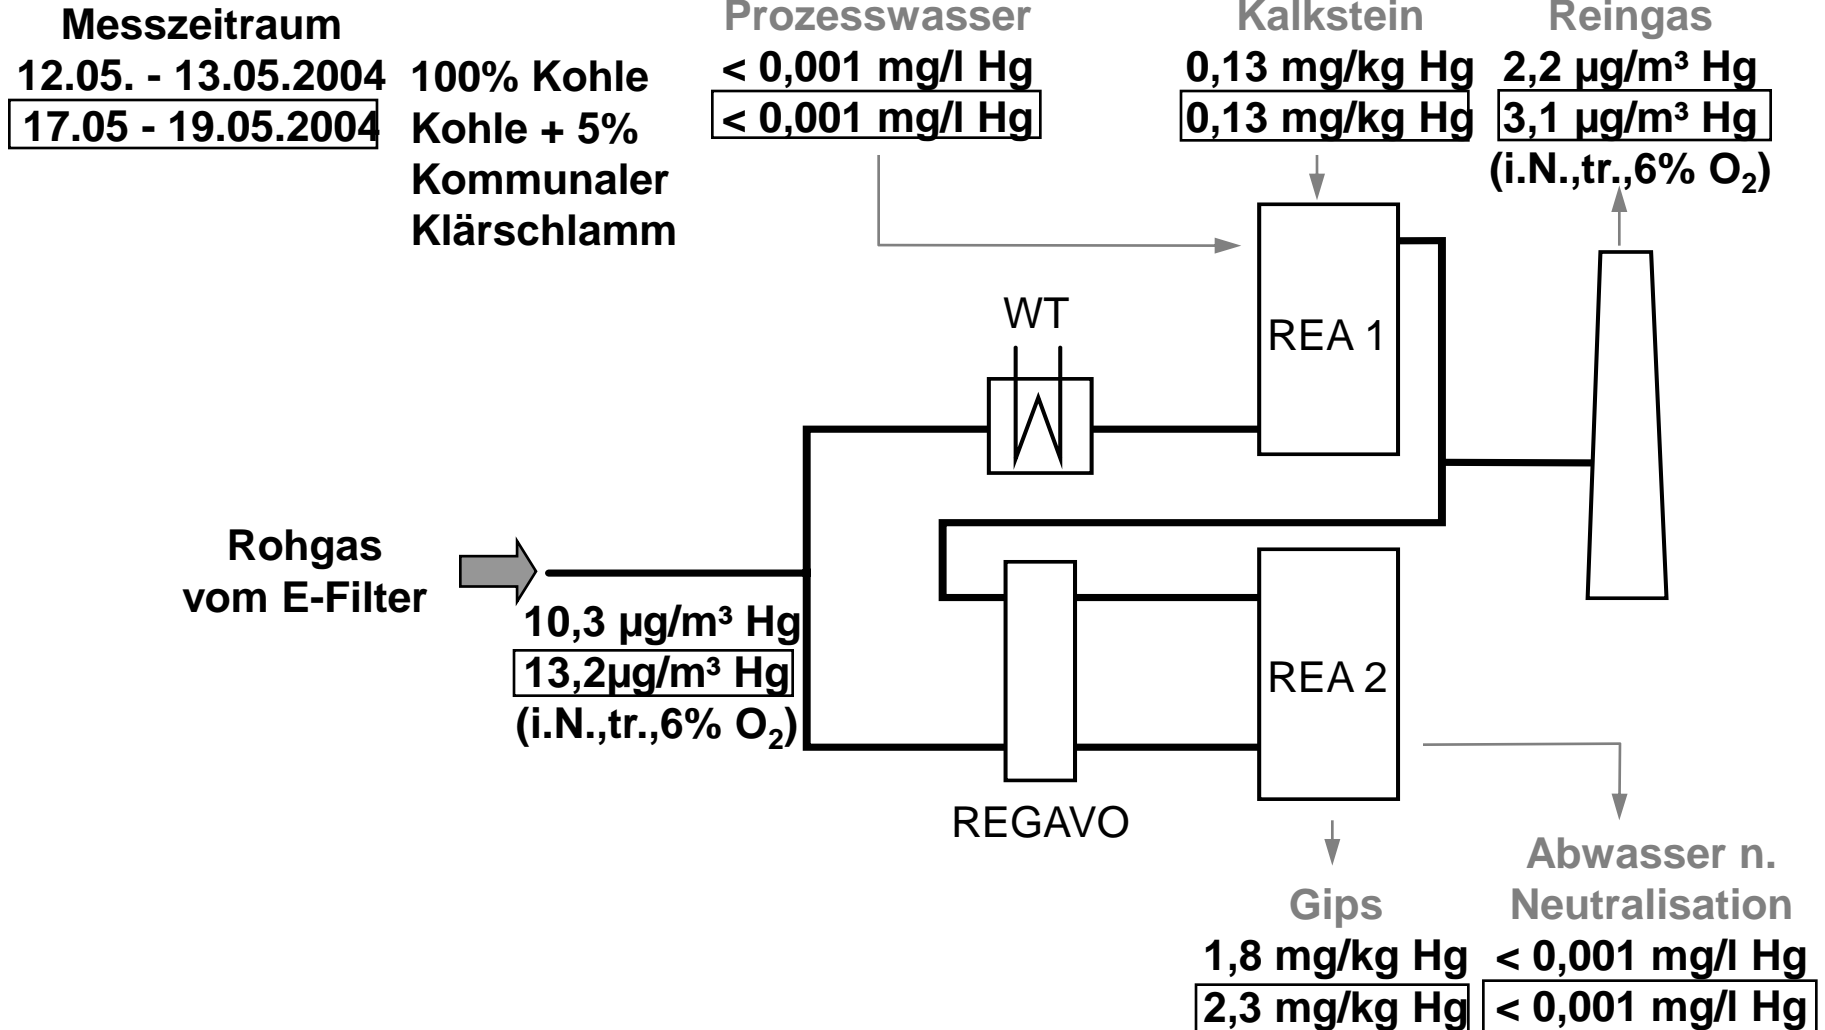 Messzeitraum
12.05. - 13.05.2004 100% Kohle
17.05 - 19.05.2004 Kohle + 5%
Kommunaler
Klärschlamm
Prozesswasser
< 0,001 mg/l Hg
< 0,001 mg/l Hg
Kalkstein
0,13 mg/kg Hg
0,13 mg/kg Hg
Reingas
2,2 µg/m³ Hg
3,1 µg/m³ Hg
(i.N.,tr.,6% O₂)
WT
REA 1
Rohgas
vom E-Filter
10,3 µg/m³ Hg
13,2µg/m³ Hg
(i.N.,tr.,6% O₂)
REA 2
REGAVO
Gips
1,8 mg/kg Hg
2,3 mg/kg Hg
Abwasser n.
Neutralisation
< 0,001 mg/l Hg
< 0,001 mg/l Hg